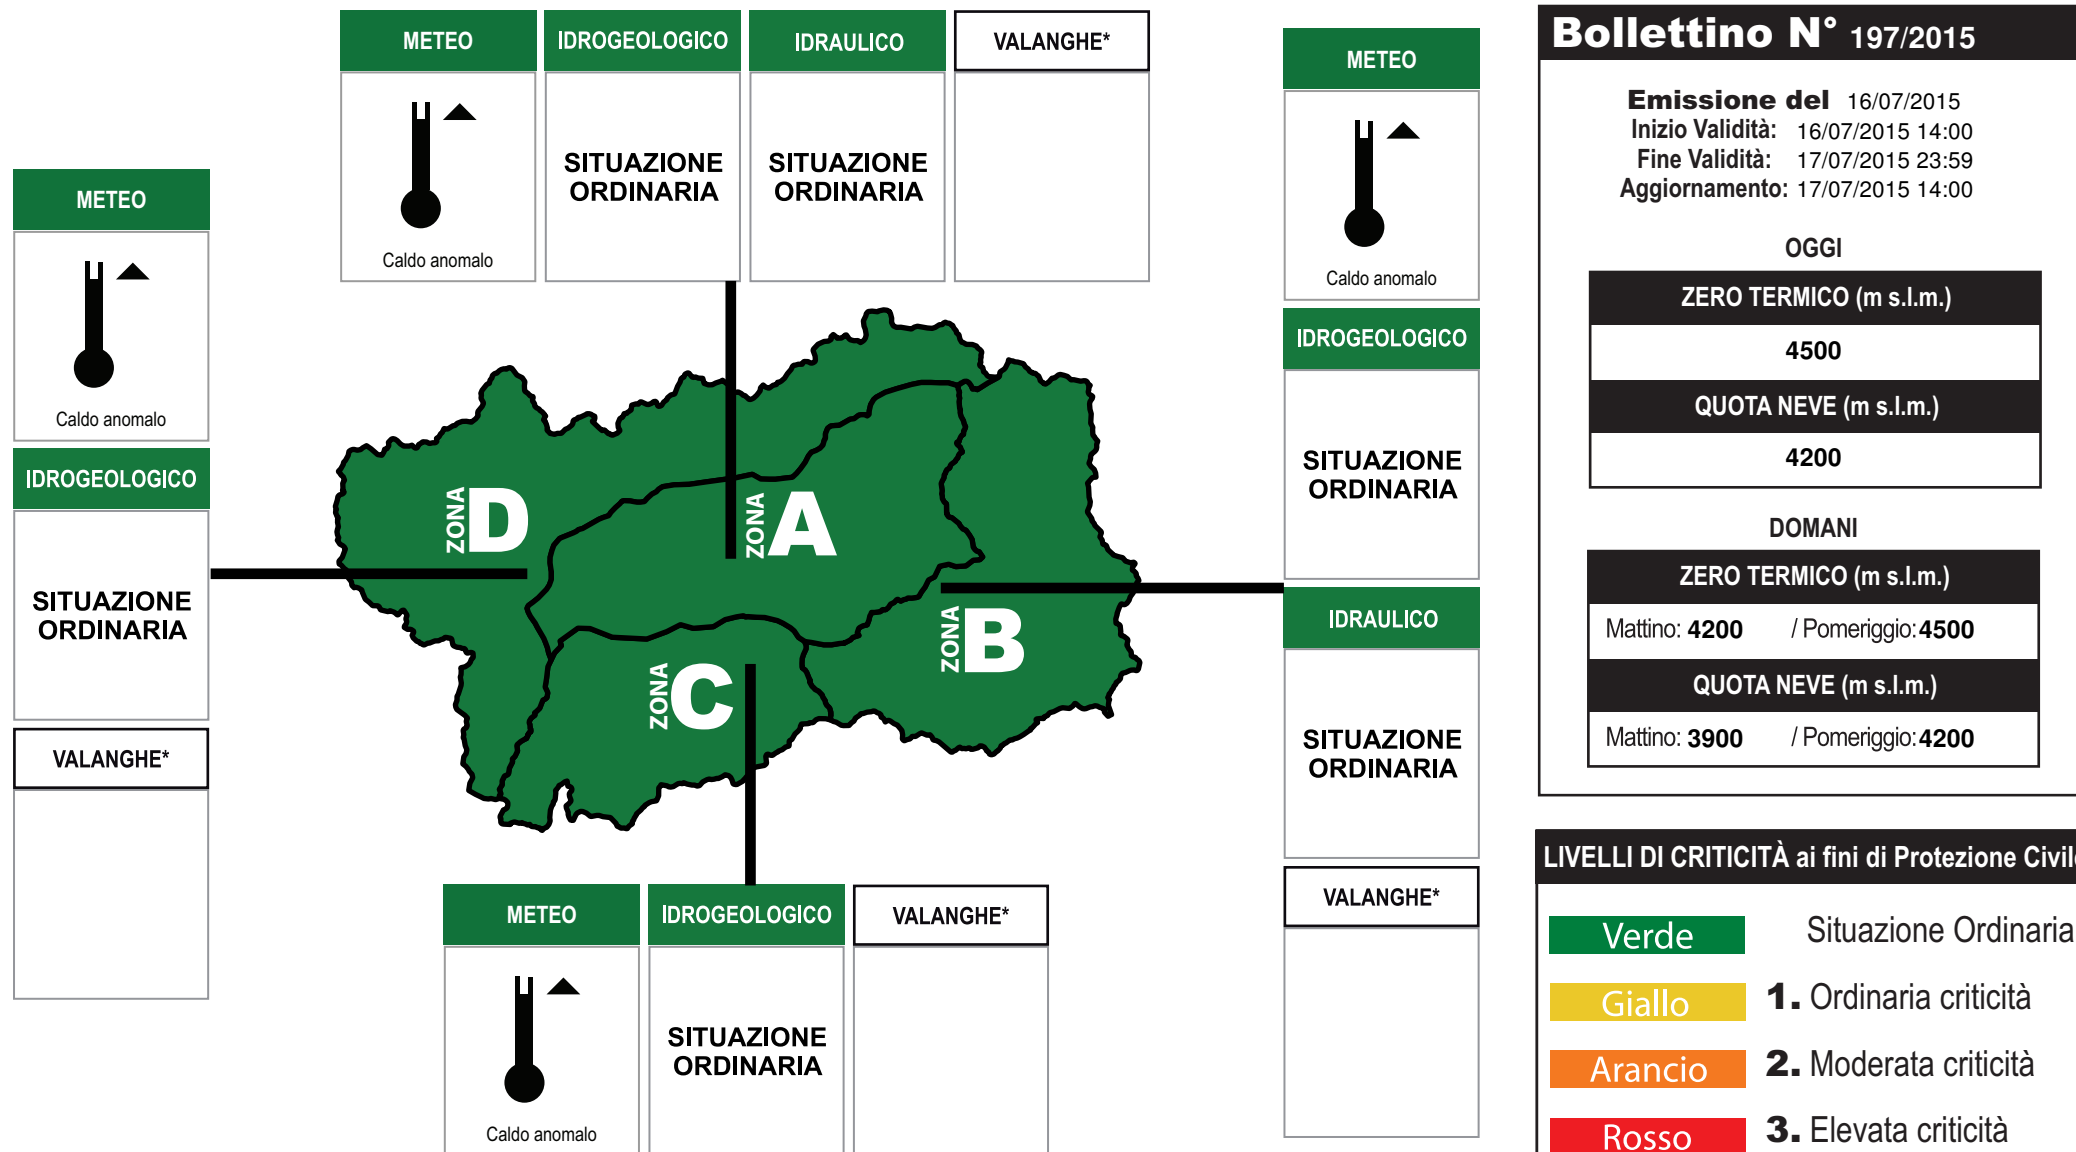 METEO
IDROGEOLOGICO
IDRAULICO
VALANGHE*
Caldo anomalo
SITUAZIONE
ORDINARIA
SITUAZIONE
ORDINARIA
METEO
Caldo anomalo
IDROGEOLOGICO
SITUAZIONE
ORDINARIA
VALANGHE*
ZONA D
ZONA A
ZONA B
ZONA C
METEO
Caldo anomalo
IDROGEOLOGICO
SITUAZIONE
ORDINARIA
IDRAULICO
SITUAZIONE
ORDINARIA
VALANGHE*
METEO
IDROGEOLOGICO
VALANGHE*
Caldo anomalo
SITUAZIONE
ORDINARIA
Bollettino N° 197/2015
Emissione del 16/07/2015
Inizio Validità: 16/07/2015 14:00
Fine Validità: 17/07/2015 23:59
Aggiornamento: 17/07/2015 14:00
OGGI
ZERO TERMICO (m s.l.m.)
4500
QUOTA NEVE (m s.l.m.)
4200
DOMANI
ZERO TERMICO (m s.l.m.)
Mattino: 4200 / Pomeriggio: 4500
QUOTA NEVE (m s.l.m.)
Mattino: 3900 / Pomeriggio: 4200
LIVELLI DI CRITICITÀ ai fini di Protezione Civile
Verde Situazione Ordinaria
Giallo 1. Ordinaria criticità
Arancio 2. Moderata criticità
Rosso 3. Elevata criticità